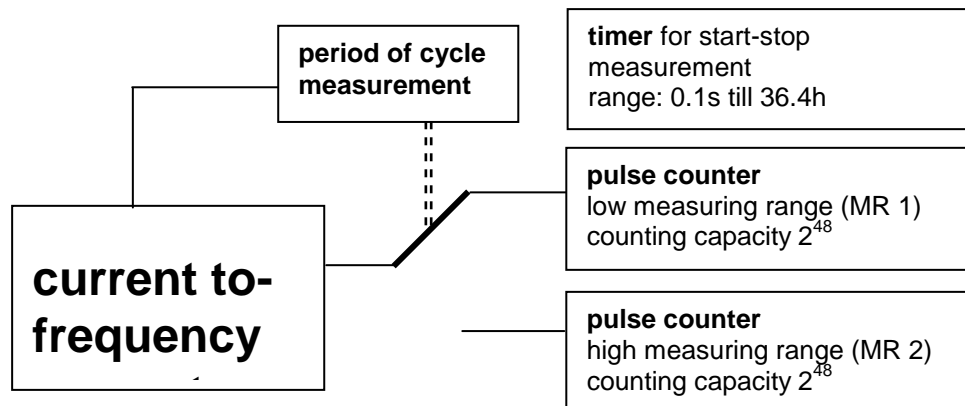 period of cycle
measurement
timer for start-stop
measurement
range: 0.1s till 36.4h
pulse counter
low measuring range (MR 1)
counting capacity 2^48
current to-
frequency
pulse counter
high measuring range (MR 2)
counting capacity 2^48